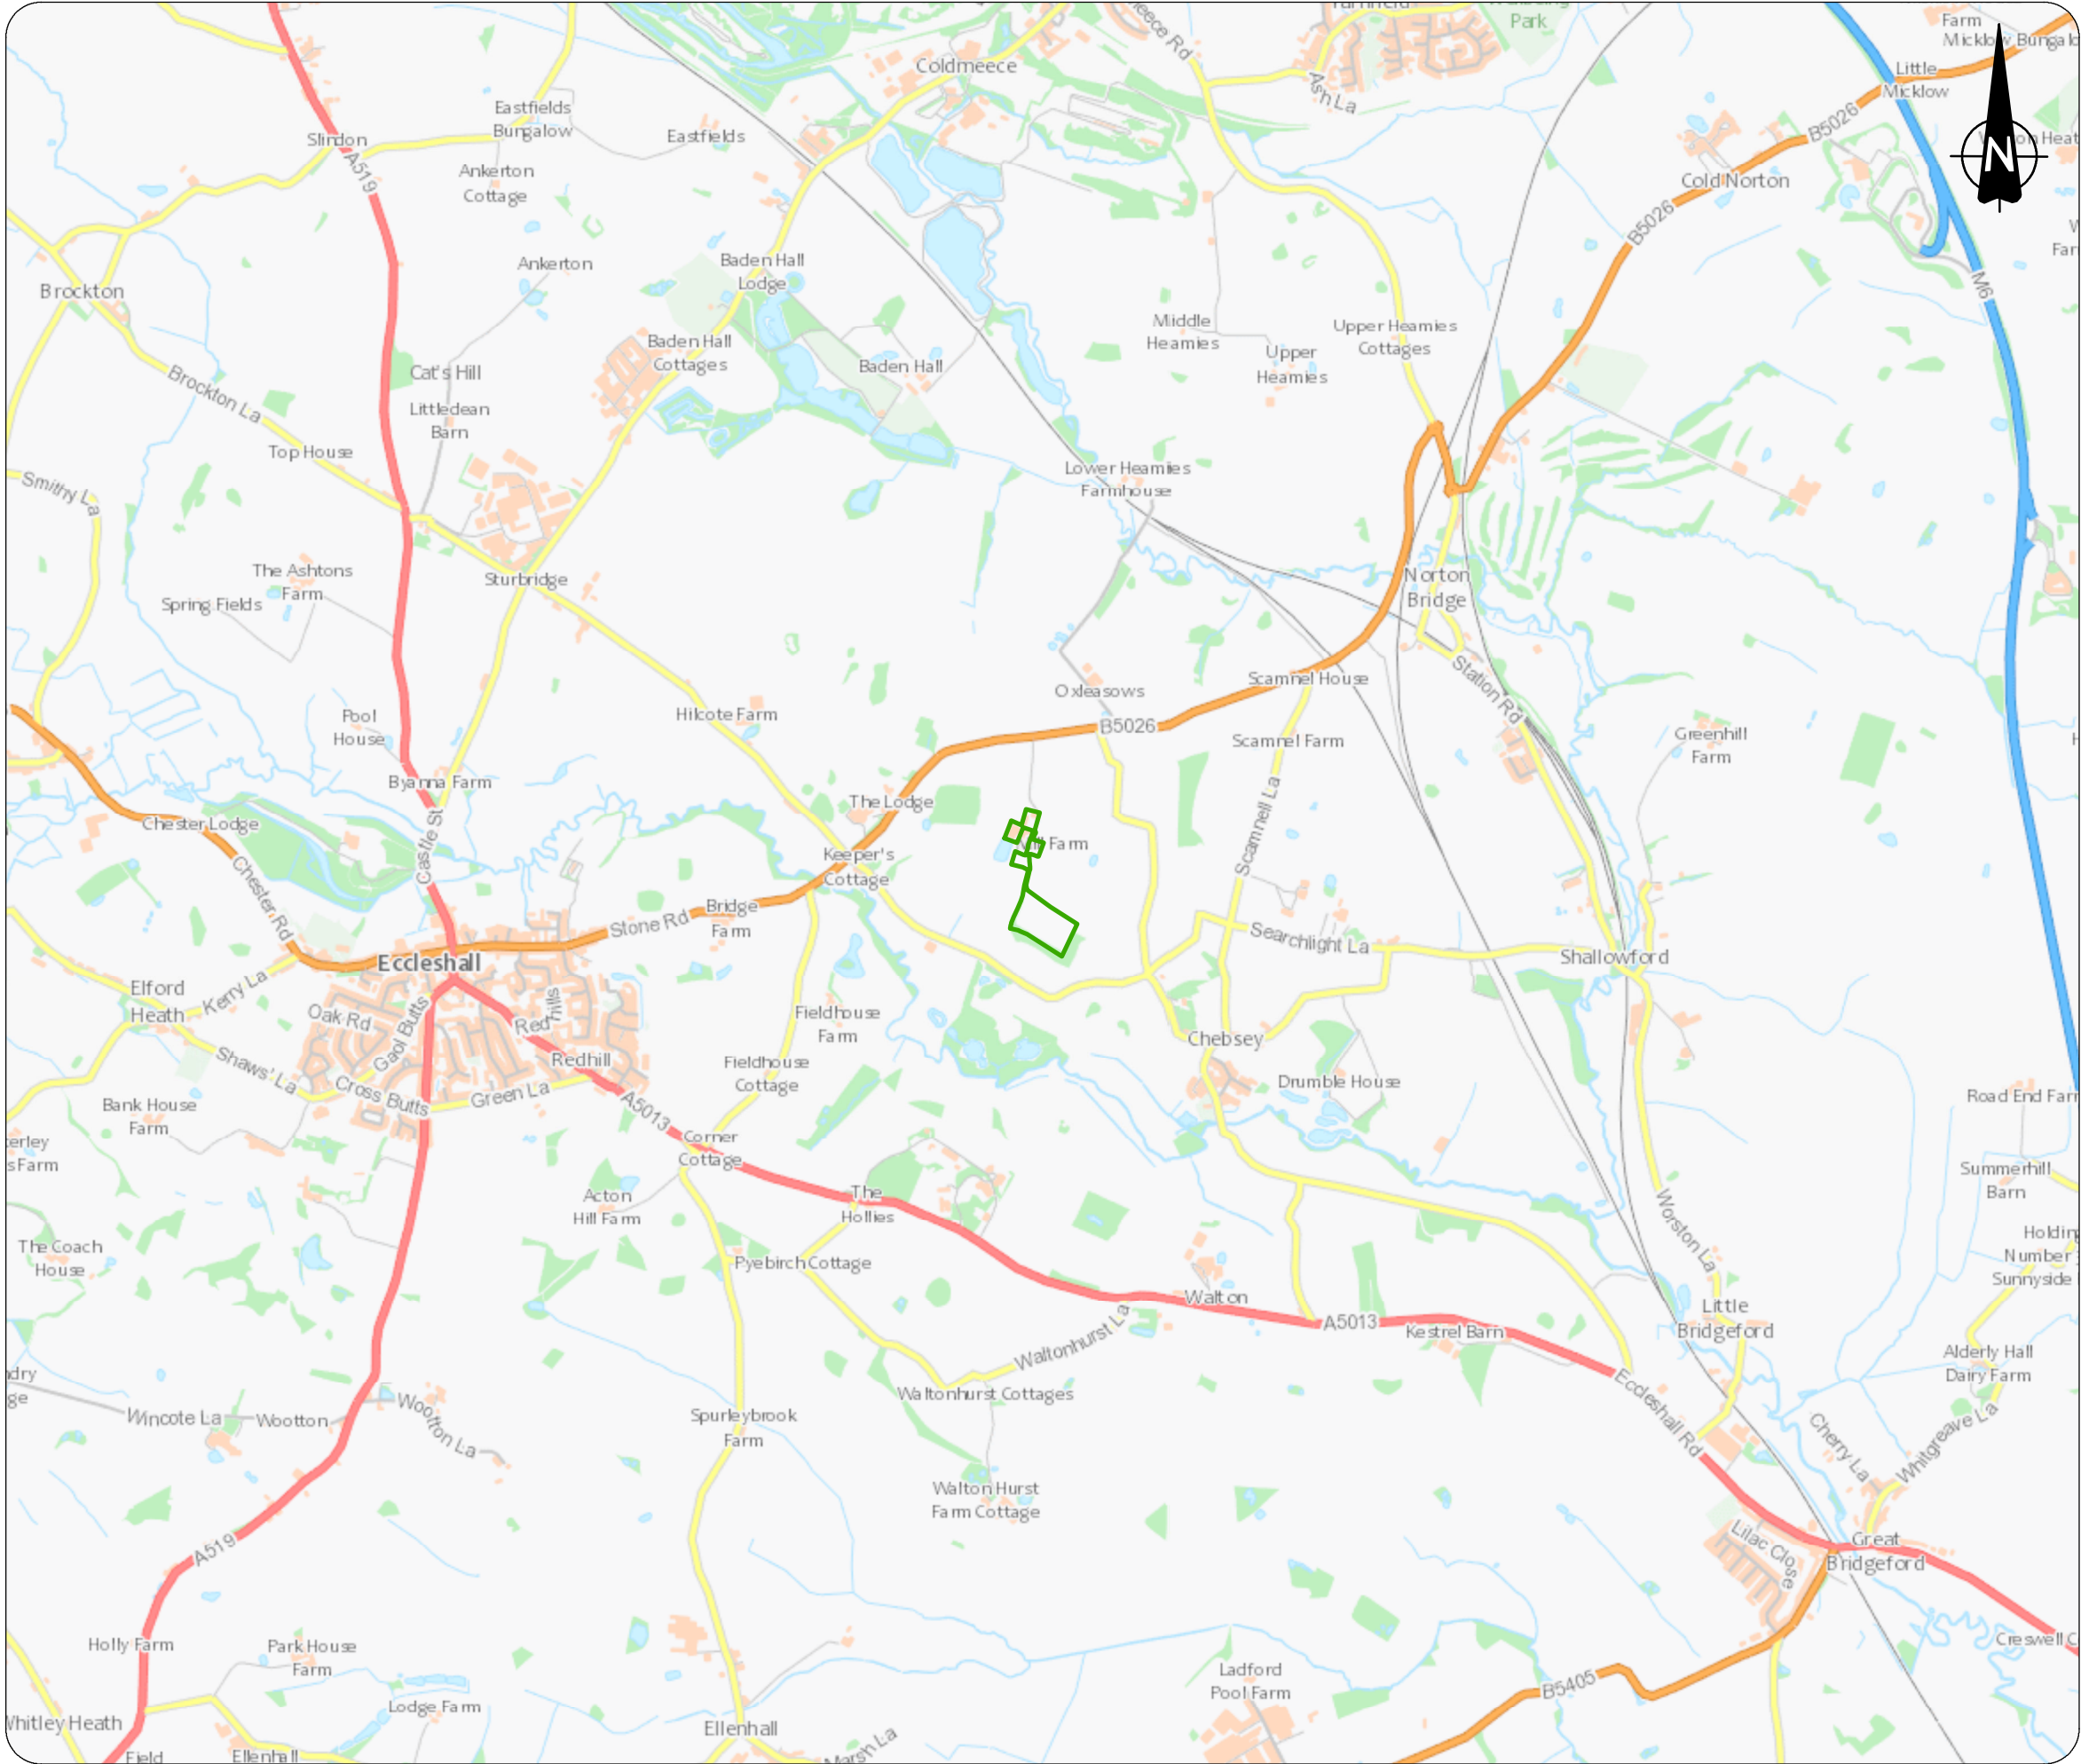 Park
Farm
Little
Micklow
Coldmeece
Ash La
B5026
N
Eastfields
Bungalow
Eastfields
Slindon
A519
Ankerton
Cottage
Cold Norton
B5026
Baden Hall
Lodge
Ankerton
Brockton
M6
Middle
Heamies
Upper Heamies
Cottages
Upper
Heamies
Baden Hall
Cottages
Baden Hall
Cat's Hill
Brockton La
Littledean
Barn
Top House
Smithy La
Lower Heamies
Farmhouse
The Ashtons
Farm
Sturbridge
Spring Fields
Norton
Bridge
Station Rd
Scamnel House
Oxleasows
Pool
House
Hilcote Farm
B5026
Scamnel Farm
Greenhill
Farm
Byanna Farm
Chester Lodge
Castle St
The Lodge
Scamnell La
Farm
Keeper's
Cottage
Chester Rd
Bridge
Farm
Stone Rd
Searchlight La
Shallowford
Eccleshall
Elford
Heath
Kerry La
Oak Rd
Gaol Butts
Red
Hills
Fieldhouse
Farm
Chebsey
Redhill
Shaws' La
Cross Butts
Green La
Fieldhouse
Cottage
Drumble House
Bank House
Farm
A5013
Road End Farm
Corner
Cottage
s Farm
Summerhill
Barn
Acton
Hill Farm
The
Hollies
Worston La
The Coach
House
Pyebirch Cottage
Number
Sunnyside
Walton
Little
Bridgeford
A5013
Kestrel Barn
Waltonhurst La
Alderly Hall
Dairy Farm
Waltonhurst Cottages
Eccleshall Rd
Wincote La
Wootton
Wootton La
Spurleybrook
Farm
Cherry La
Whitgreave La
Walton Hurst
Farm Cottage
A519
Lilac Close
Great
Bridgeford
Holly Farm
Park House
Farm
Creswell
Ladford
Pool Farm
B5405
Lodge Farm
Whitley Heath
Ellenhall
Marsh La
Field
Ellenhall